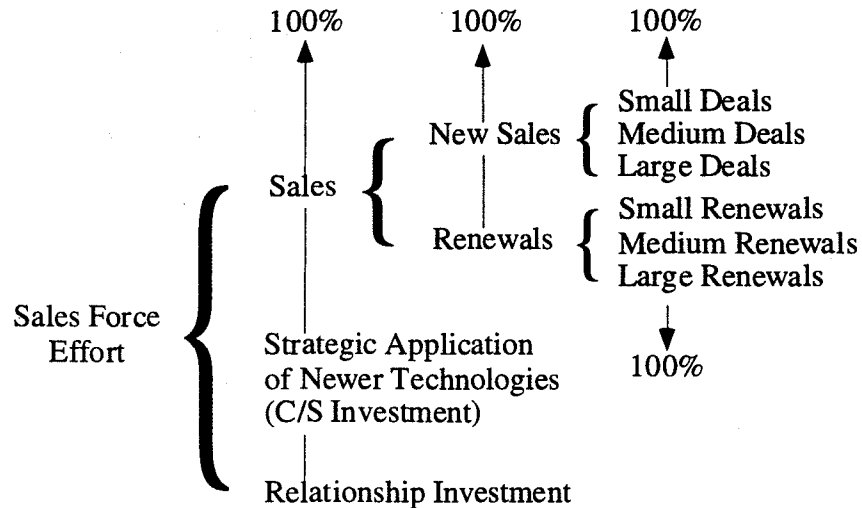 100%
100%
100%
Small Deals
New Sales
Medium Deals
Large Deals
Sales
Small Renewals
Renewals
Medium Renewals
Large Renewals
Sales Force
Effort
Strategic Application
of Newer Technologies
(C/S Investment)
100%
Relationship Investment